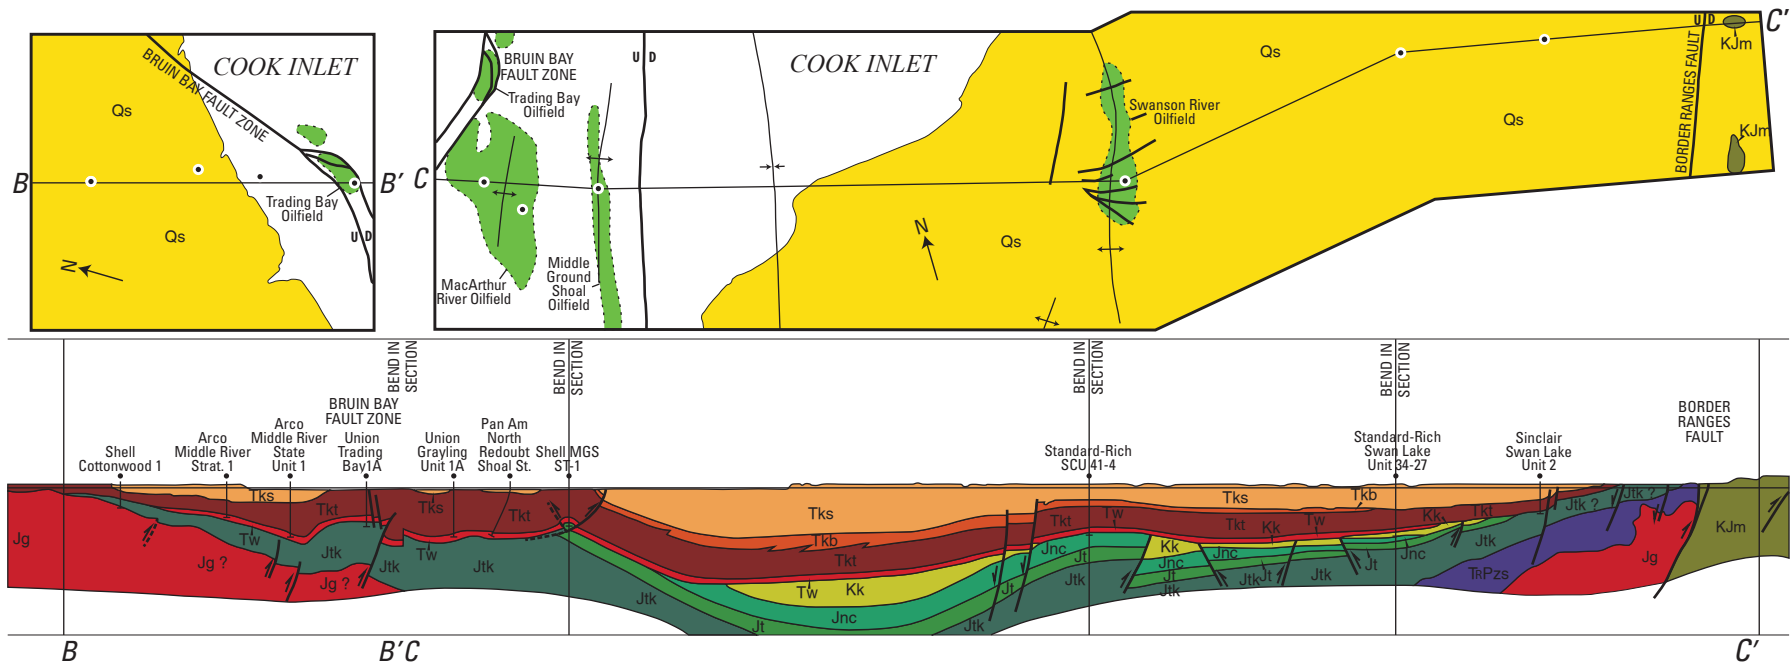 BRUIN BAY FAULT ZONE
COOK INLET
Qs
B
B'
Trading Bay
Oilfield
Qs
U D
N
BRUIN BAY
FAULT ZONE
Trading Bay
Oilfield
U D
COOK INLET
C
MacArthur
River Oilfield
Middle
Ground
Shoal
Oilfield
N
Qs
Swanson River
Oilfield
Qs
Qs
BORDER RANGES FAULT
U D
KJm
KJm
C'
BEND IN
SECTION
BEND IN
SECTION
BEND IN
SECTION
BEND IN
SECTION
Shell
Cottonwood 1
Arco
Middle River
Strat. 1
Arco
Middle River
State
Unit 1
BRUIN BAY
FAULT ZONE
Union
Trading
Bay1A
Union
Grayling
Unit 1A
Pan Am
North
Redoubt
Shoal St.
Shell MGS
ST-1
Standard-Rich
SCU 41-4
Standard-Rich
Swan Lake
Unit 34-27
Sinclair
Swan Lake
Unit 2
BORDER
RANGES
FAULT
Jg
Tks
Tkt
Tw
Jtk
Jg ?
Jg ?
Jtk
Tks
Tw
Jtk
Tkt
Tks
Tkb
Tkt
Tw
Kk
Jnc
Jt
Jtk
Jt
Jnc
Jt
Jtk
Tkt
Tw
Kk
Jnc
Jt
Jtk
Tks
Tkb
Tkt
Kk
Tw
Jnc
Jtk
Jt
Jtk
Jt
Jnc
Kk
Tkt
Jtk
Jtk ?
Jtk ?
TRPzs
Jg
KJm
B
B' C
C'